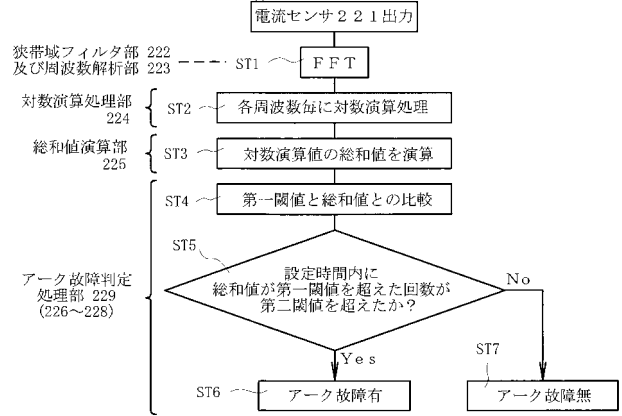 電流センサ221出力
狭帯域フィルタ部 222
及び周波数解析部 223
ST1
FFT
対数演算処理部
224
ST2
各周波数毎に対数演算処理
総和値演算部
225
ST3
対数演算値の総和値を演算
ST4
第一閾値と総和値との比較
ST5
設定時間内に
総和値が第一閾値を超えた回数が
第二閾値を超えたか?
No
アーク故障判定
処理部 229
(226~228)
Yes
ST6
アーク故障有
ST7
アーク故障無